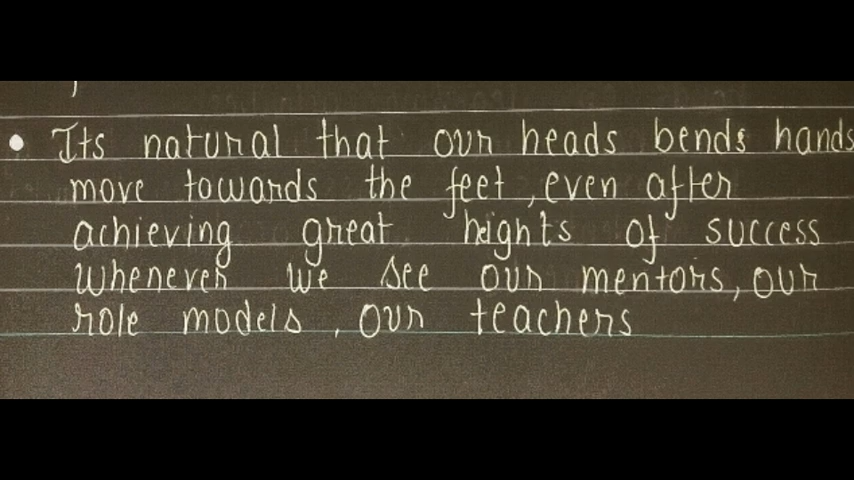 • Its natural that our heads bends hands
move towards the feet , even after
achieving great heights of success
whenever we see our mentors, our
role models , our teachers